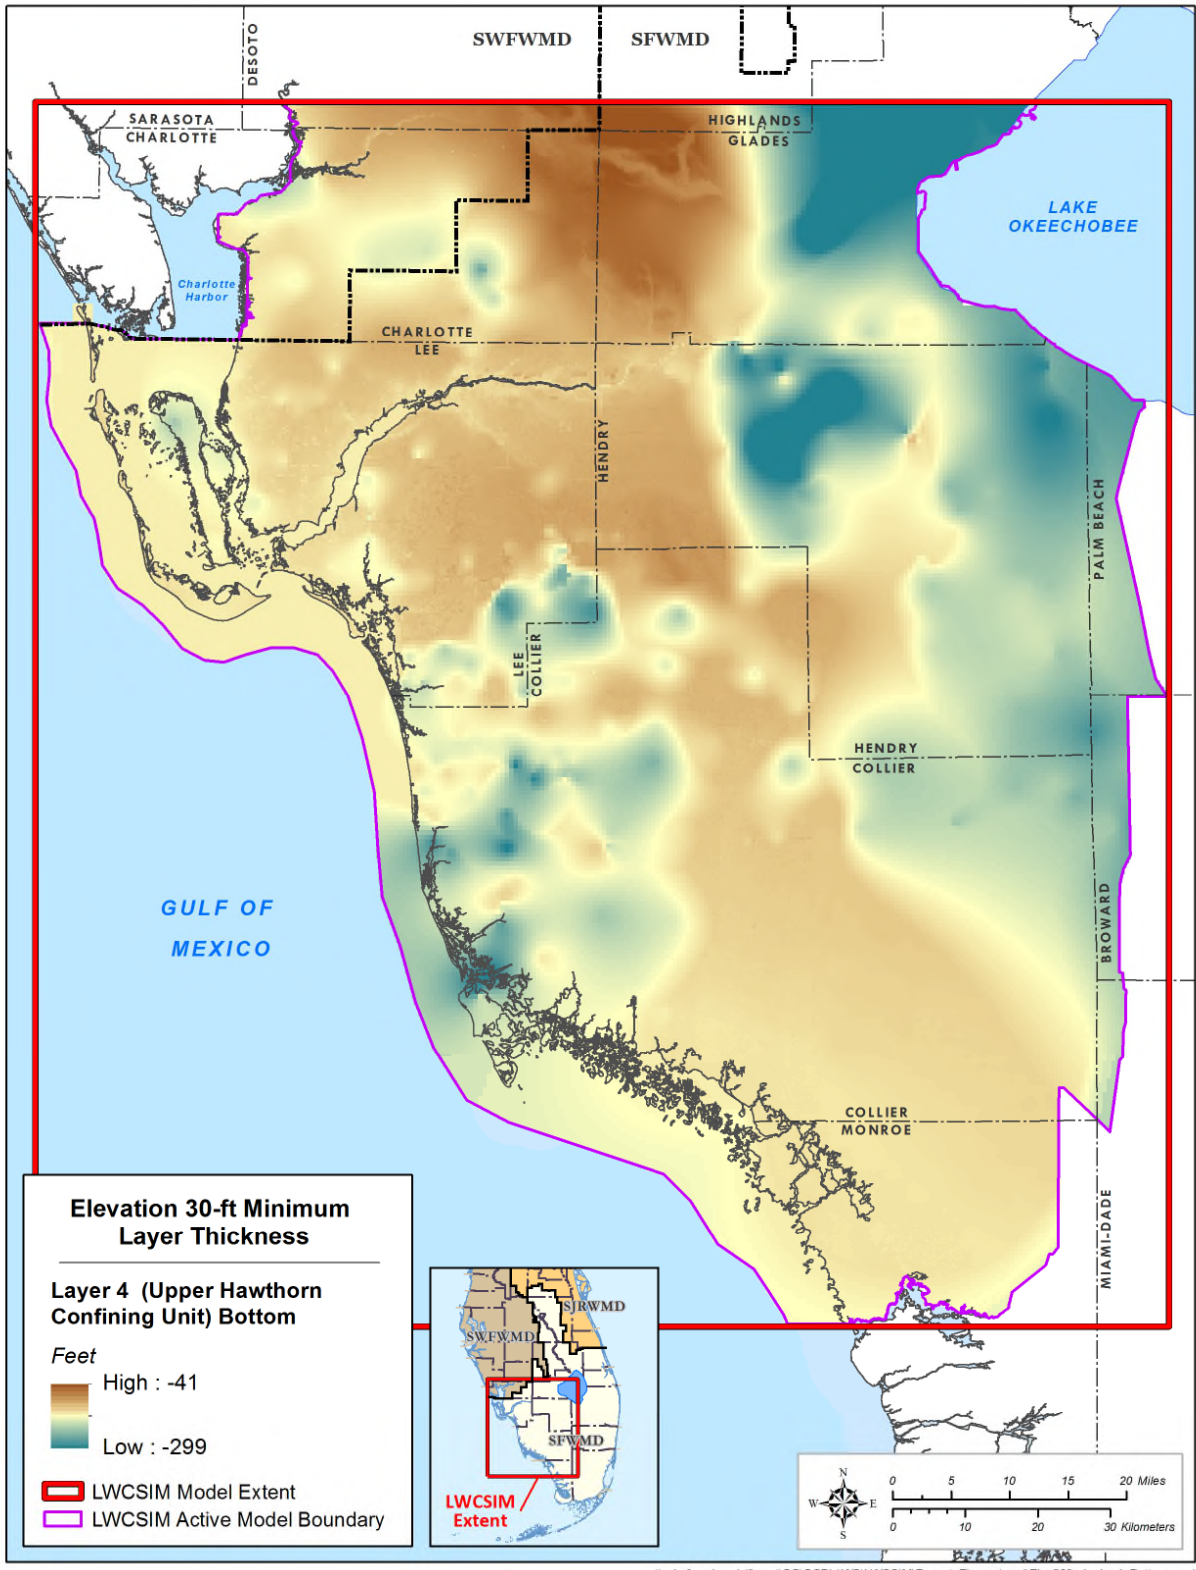 SWFWMD
SFWMD
DESOTO
SARASOTA
CHARLOTTE
HIGHLANDS
GLADES
LAKE
OKEECHOBEE
Charlotte
Harbor
CHARLOTTE
LEE
HENDRY
PALM BEACH
LEE
COLLIER
HENDRY
COLLIER
GULF OF
MEXICO
BROWARD
COLLIER
MONROE
MIAMI-DADE
Elevation 30-ft Minimum
Layer Thickness
Layer 4 (Upper Hawthorn
Confining Unit) Bottom
Feet
High : -41
Low : -299
LWCSIM Model Extent
LWCSIM Active Model Boundary
SJRWMD
SWFWMD
SFWMD
LWCSIM
Extent
N
W E
S
0 5 10 15 20 Miles
0 10 20 30 Kilometers